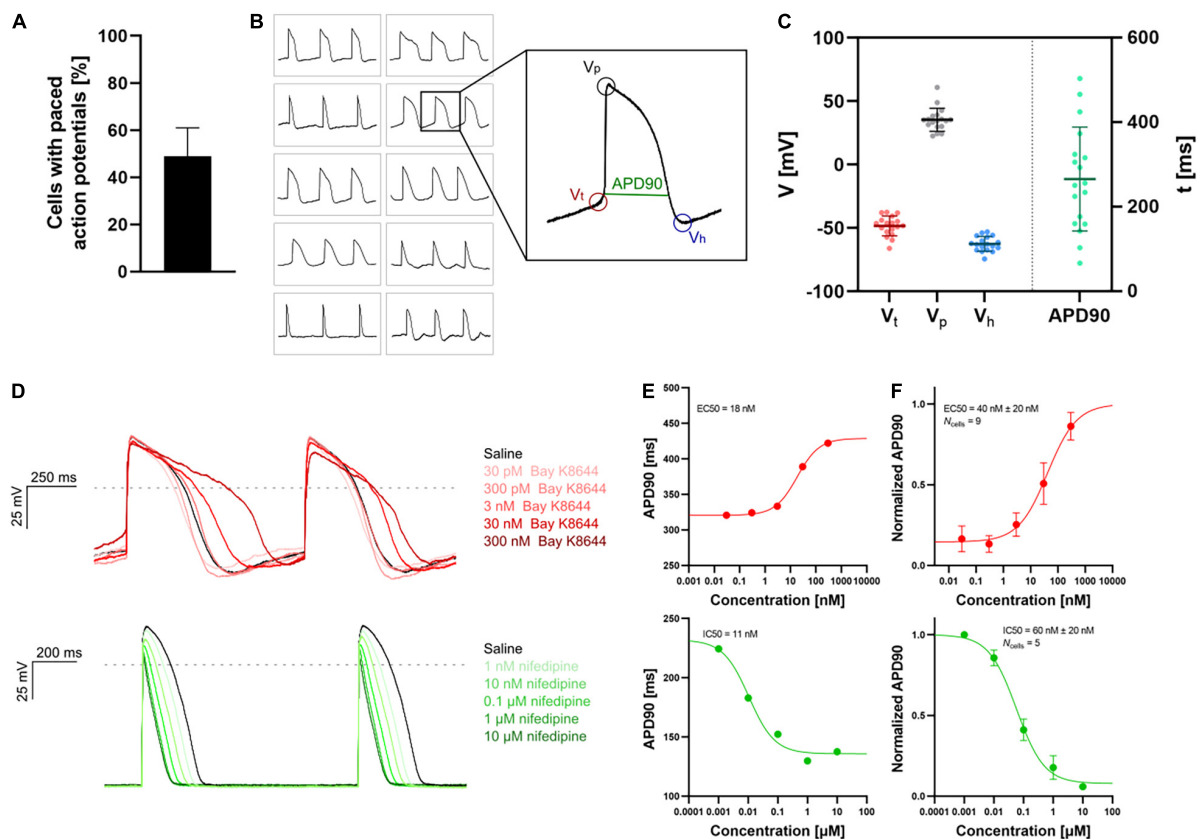 A
Cells with paced
action potentials [%]
100
80
60
40
20
0
B
Vp
Vt
APD90
Vh
C
V [mV]
100
50
0
-50
-100
600
400
200
0
t [ms]
Vt
Vp
Vh
APD90
D
250 ms
25 mV
Saline
30 pM Bay K8644
300 pM Bay K8644
3 nM Bay K8644
30 nM Bay K8644
300 nM Bay K8644
200 ms
25 mV
Saline
1 nM nifedipine
10 nM nifedipine
0.1 µM nifedipine
1 µM nifedipine
10 µM nifedipine
E
APD90 [ms]
500
450
400
350
300
250
EC50 = 18 nM
0.001 0.01 0.1 1 10 100 1000 10000
Concentration [nM]
APD90 [ms]
250
200
150
100
IC50 = 11 nM
0.0001 0.001 0.01 0.1 1 10 100
Concentration [µM]
F
Normalized APD90
1.0
0.5
0.0
EC50 = 40 nM ± 20 nM
Ncells = 9
0.001 0.01 0.1 1 10 100 1000 10000
Concentration [nM]
Normalized APD90
1.0
0.5
0.0
IC50 = 60 nM ± 20 nM
Ncells = 5
0.0001 0.001 0.01 0.1 1 10 100
Concentration [µM]